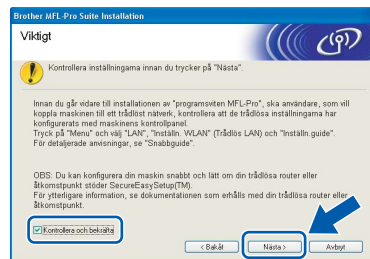 Brother MFL-Pro Suite Installation
Viktigt
Kontrollera inställningarna innan du trycker på "Nästa".
Innan du går vidare till installationen av "programsviten MFL-Pro", ska användare, som vill
koppla maskinen till ett trådlöst nätverk, kontrollera att de trådlösa inställningarna har
konfigurerats med maskinens kontrollpanel.
Tryck på "Menu" och välj "LAN", "Inställn. WLAN" (Trådlös LAN) och "Inställn.guide".
För detaljerade anvisningar, se "Snabbguide".
OBS: Du kan konfigurera din maskin snabbt och lätt om din trådlösa router eller
åtkomstpunkt stöder SecureEasySetup(TM).
För ytterligare information, se dokumentationen som erhålls med din trådlösa router eller
åtkomstpunkt.
Kontrollera och bekräfta
< Bakåt
Nästa >
Avbryt